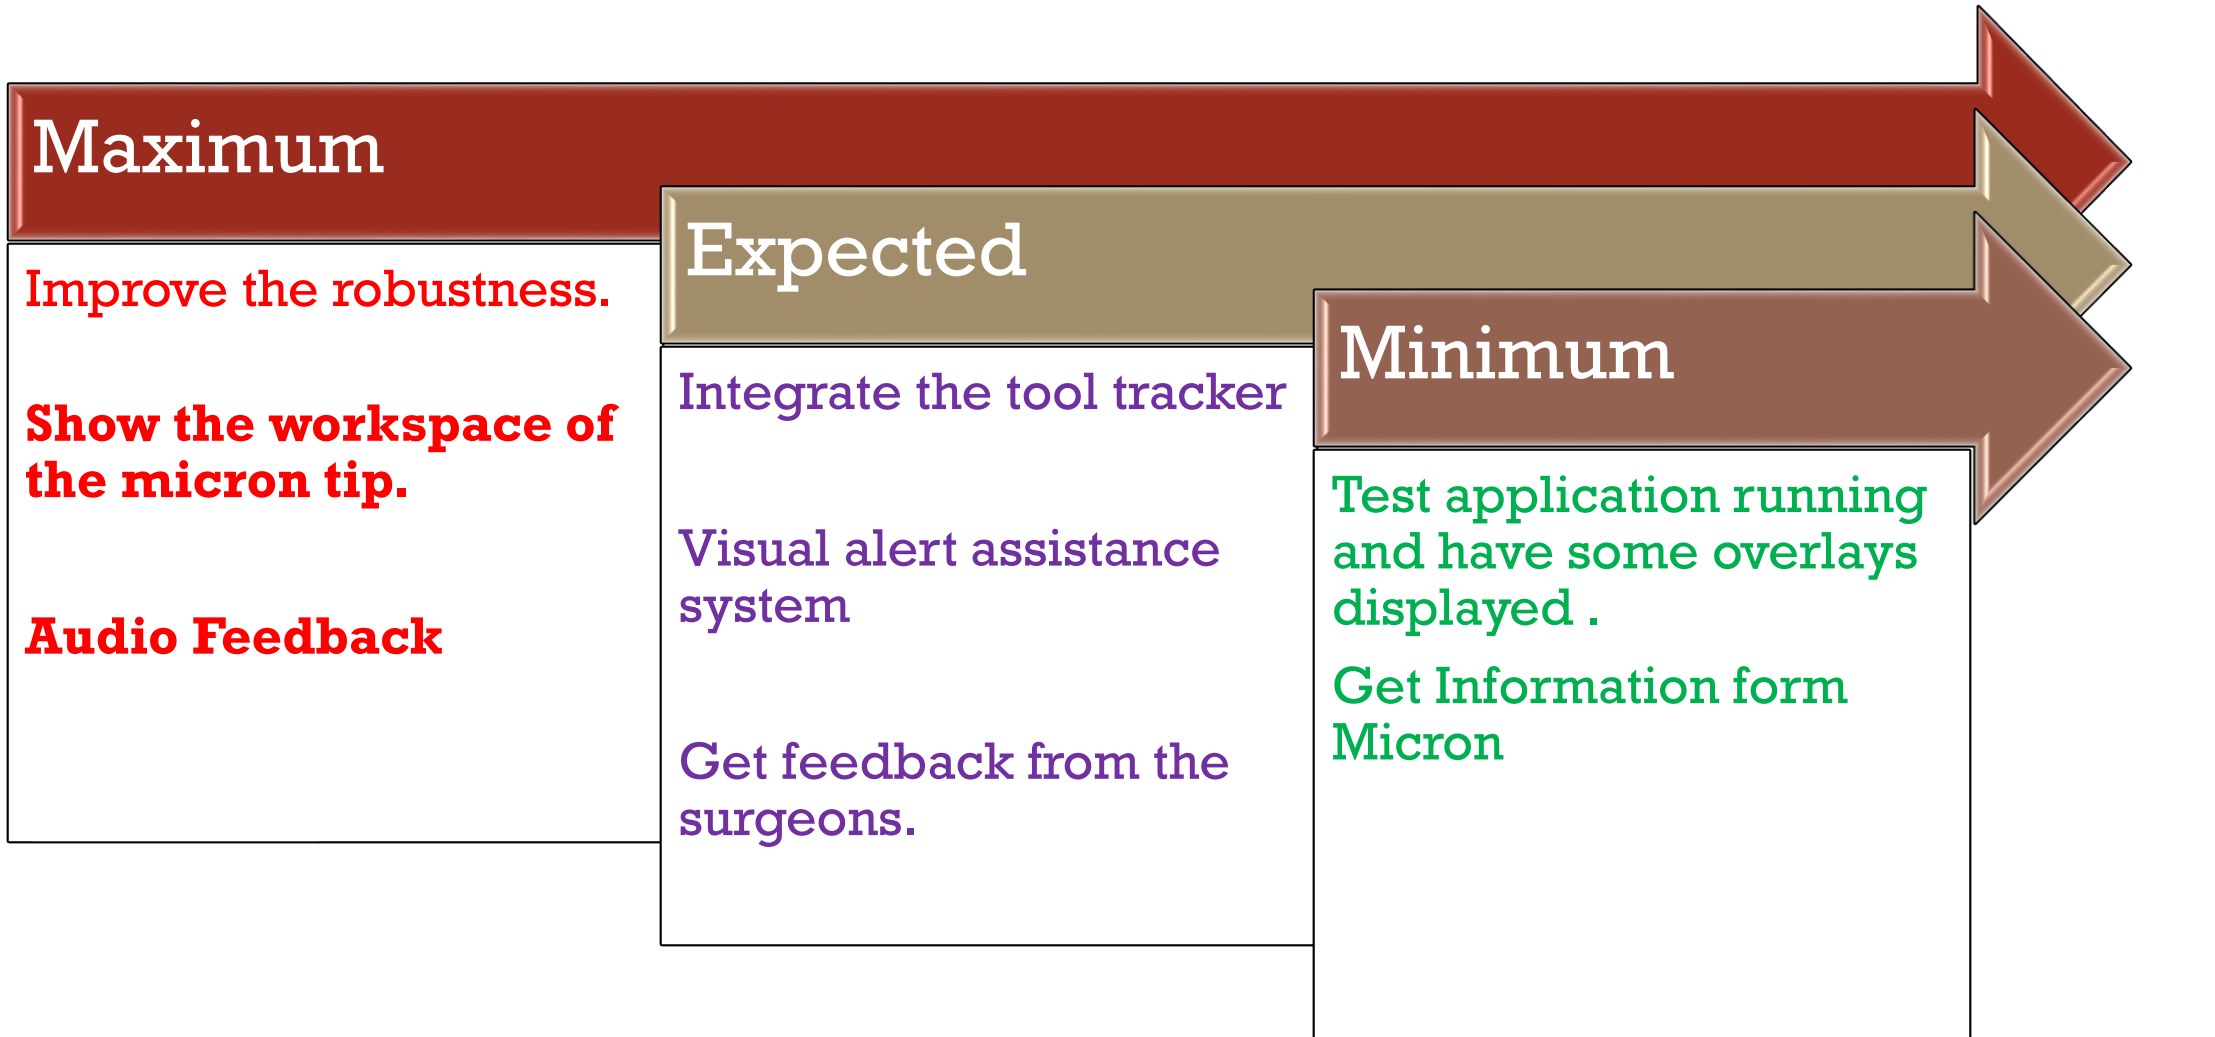 Maximum
Improve the robustness.
Show the workspace of
the micron tip.
Audio Feedback
Expected
Integrate the tool tracker
Visual alert assistance
system
Get feedback from the
surgeons.
Minimum
Test application running
and have some overlays
displayed .
Get Information form
Micron